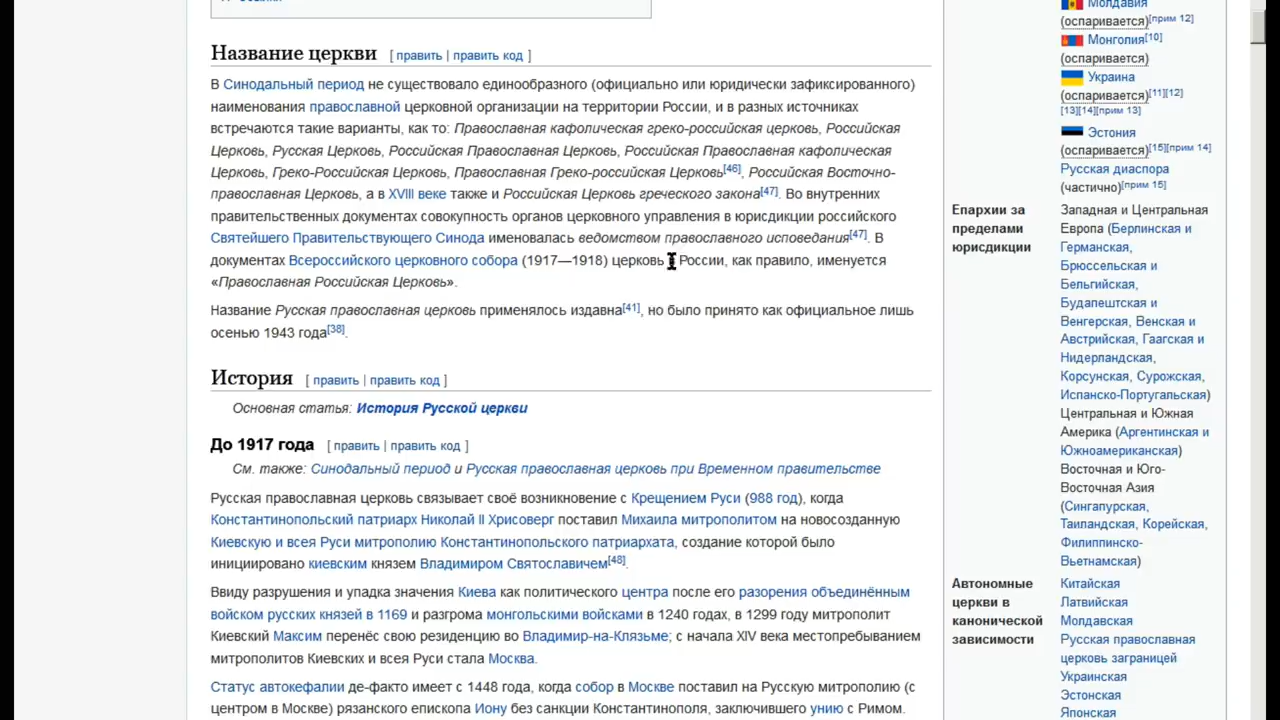 Название церкви [ править | править код ]
В Синодальный период не существовало единообразного (официально или юридически зафиксированного)
наименования православной церковной организации на территории России, и в разных источниках
встречаются такие варианты, как то: Православная кафолическая греко-российская церковь, Российская
Церковь, Русская Церковь, Российская Православная Церковь, Российская Православная кафолическая
Церковь, Греко-Российская Церковь, Православная Греко-российская Церковь[46], Российская Восточно-
православная Церковь, а в XVIII веке также и Российская Церковь греческого закона[47]. Во внутренних
правительственных документах совокупность органов церковного управления в юрисдикции российского
Святейшего Правительствующего Синода именовалась ведомством православного исповедания[47]. В
документах Всероссийского церковного собора (1917—1918) церковь России, как правило, именуется
«Православная Российская Церковь».
Название Русская православная церковь применялось издавна[41], но было принято как официальное лишь
осенью 1943 года[38].
История [ править | править код ]
Основная статья: История Русской церкви
До 1917 года [ править | править код ]
См. также: Синодальный период и Русская православная церковь при Временном правительстве
Русская православная церковь связывает своё возникновение с Крещением Руси (988 год), когда
Константинопольский патриарх Николай II Хрисоверг поставил Михаила митрополитом на новосозданную
Киевскую и всея Руси митрополию Константинопольского патриархата, создание которой было
инициировано киевским князем Владимиром Святославичем[48].
Ввиду разрушения и упадка значения Киева как политического центра после его разорения объединённым
войском русских князей в 1169 и разгрома монгольскими войсками в 1240 годах, в 1299 году митрополит
Киевский Максим перенёс свою резиденцию во Владимир-на-Клязьме; с начала XIV века местопребыванием
митрополитов Киевских и всея Руси стала Москва.
Статус автокефалии де-факто имеет с 1448 года, когда собор в Москве поставил на Русскую митрополию (с
центром в Москве) рязанского епископа Иону без санкции Константинополя, заключившего унию с Римом.
Молдавия
(оспаривается)[прим 12]
Монголия[10]
(оспаривается)
Украина
(оспаривается)[11][12]
[13][14][прим 13]
Эстония
(оспаривается)[15][прим 14]
Русская диаспора
(частично)[прим 15]
Епархии за
пределами
юрисдикции
Западная и Центральная
Европа (Берлинская и
Германская,
Брюссельская и
Бельгийская,
Будапештская и
Венгерская, Венская и
Австрийская, Гаагская и
Нидерландская,
Корсунская, Сурожская,
Испанско-Португальская)
Центральная и Южная
Америка (Аргентинская и
Южноамериканская)
Восточная и Юго-
Восточная Азия
(Сингапурская,
Таиландская, Корейская,
Филиппинско-
Вьетнамская)
Автономные
церкви в
канонической
зависимости
Китайская
Латвийская
Молдавская
Русская православная
церковь заграницей
Украинская
Эстонская
Японская